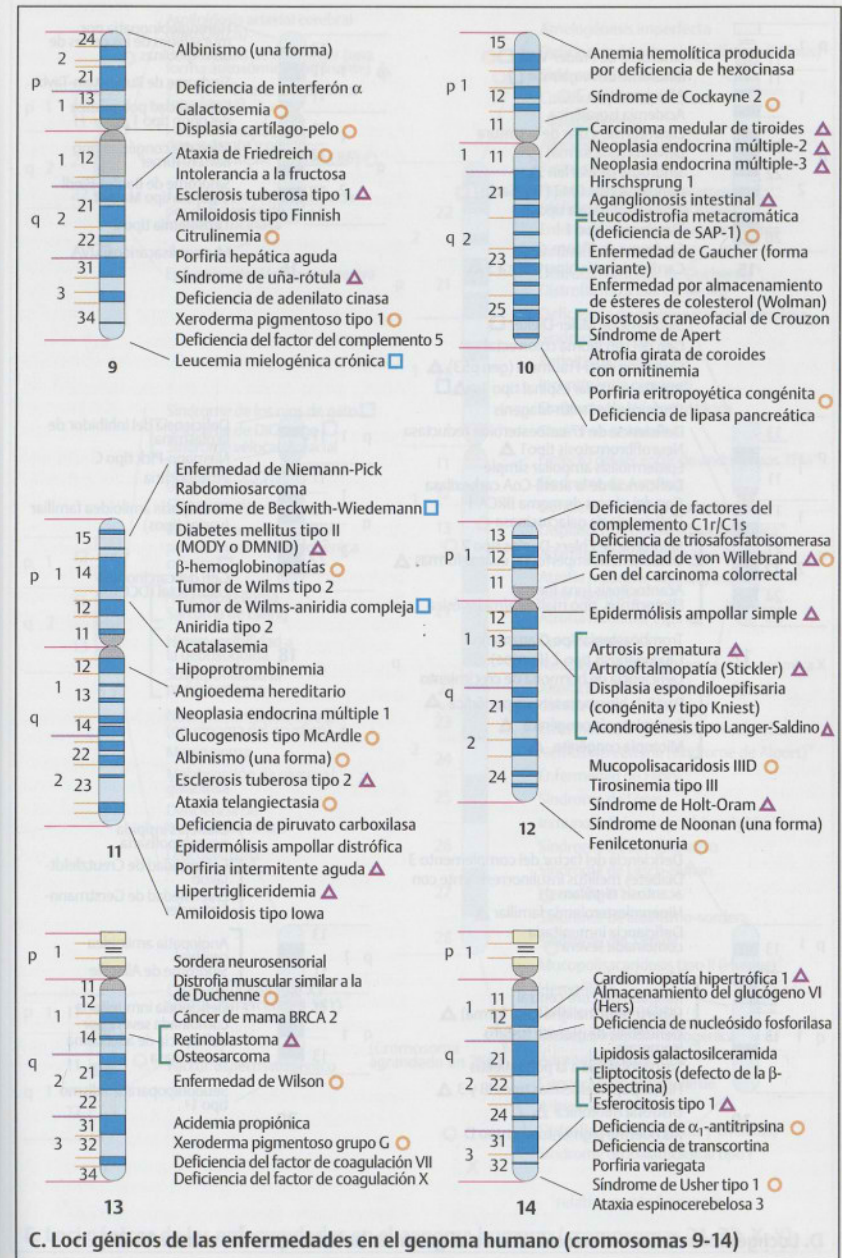 24
2
21
p
13
1
1
12
21
q
2
22
31
3
34
9
Albinismo (una forma)
Deficiencia de interferón α
Galactosemia
Displasia cartílago-pelo
Ataxia de Friedreich
Intolerancia a la fructosa
Esclerosis tuberosa tipo 1
Amiloidosis tipo Finnish
Citrulinemia
Porfiria hepática aguda
Síndrome de uña-rótula
Deficiencia de adenilato cinasa
Xeroderma pigmentoso tipo 1
Deficiencia del factor del complemento 5
Leucemia mielogénica crónica
15
p 1
12
11
1
11
21
q 2
23
25
10
Anemia hemolítica producida
por deficiencia de hexocinasa
Síndrome de Cockayne 2
Carcinoma medular de tiroides
Neoplasia endocrina múltiple-2
Neoplasia endocrina múltiple-3
Hirschsprung 1
Aganglionosis intestinal
Leucodistrofia metacromática
(deficiencia de SAP-1)
Enfermedad de Gaucher (forma
variante)
Enfermedad por almacenamiento
de ésteres de colesterol (Wolman)
Disostosis craneofacial de Crouzon
Síndrome de Apert
Atrofia girata de coroides
con ornitinemia
Porfiria eritropoyética congénita
Deficiencia de lipasa pancreática
15
p 1 14
12
11
12
1
13
q
14
22
2 23
11
Enfermedad de Niemann-Pick
Rabdomiosarcoma
Síndrome de Beckwith-Wiedemann
Diabetes mellitus tipo II
(MODY o DMNID)
β-hemoglobinopatías
Tumor de Wilms tipo 2
Tumor de Wilms-aniridia compleja
Aniridia tipo 2
Acatalasemia
Hipoprotrombinemia
Angioedema hereditario
Neoplasia endocrina múltiple 1
Glucogenosis tipo McArdle
Albinismo (una forma)
Esclerosis tuberosa tipo 2
Ataxia telangiectasia
Deficiencia de piruvato carboxilasa
Epidermólisis ampollar distrófica
Porfiria intermitente aguda
Hipertrigliceridemia
Amiloidosis tipo Iowa
13
p 1 12
11
12
1 13
q
21
2
24
12
Deficiencia de factores del
complemento C1r/C1s
Deficiencia de triosafosfatoisomerasa
Enfermedad de von Willebrand
Gen del carcinoma colorrectal
Epidermólisis ampollar simple
Artrosis prematura
Artrooftalmopatía (Stickler)
Displasia espondiloepifisaria
(congénita y tipo Kniest)
Acondrogénesis tipo Langer-Saldino
Mucopolisacaridosis IIID
Tirosinemia tipo III
Síndrome de Holt-Oram
Síndrome de Noonan (una forma)
Fenilcetonuria
p 1
11
12
1
14
q
21
2
22
31
3 32
34
13
Sordera neurosensorial
Distrofia muscular similar a la
de Duchenne
Cáncer de mama BRCA 2
Retinoblastoma
Osteosarcoma
Enfermedad de Wilson
Acidemia propiónica
Xeroderma pigmentoso grupo G
Deficiencia del factor de coagulación VII
Deficiencia del factor de coagulación X
p 1
11
1
12
q 21
2 22
24
31
3
32
14
Cardiomiopatía hipertrófica 1
Almacenamiento del glucógeno VI
(Hers)
Deficiencia de nucleósido fosforilasa
Lipidosis galactosilceramida
Eliptocitosis (defecto de la β-
espectrina)
Esferocitosis tipo 1
Deficiencia de α₁-antitripsina
Deficiencia de transcortina
Porfiria variegata
Síndrome de Usher tipo 1
Ataxia espinocerebelosa 3
C. Loci génicos de las enfermedades en el genoma humano (cromosomas 9-14)